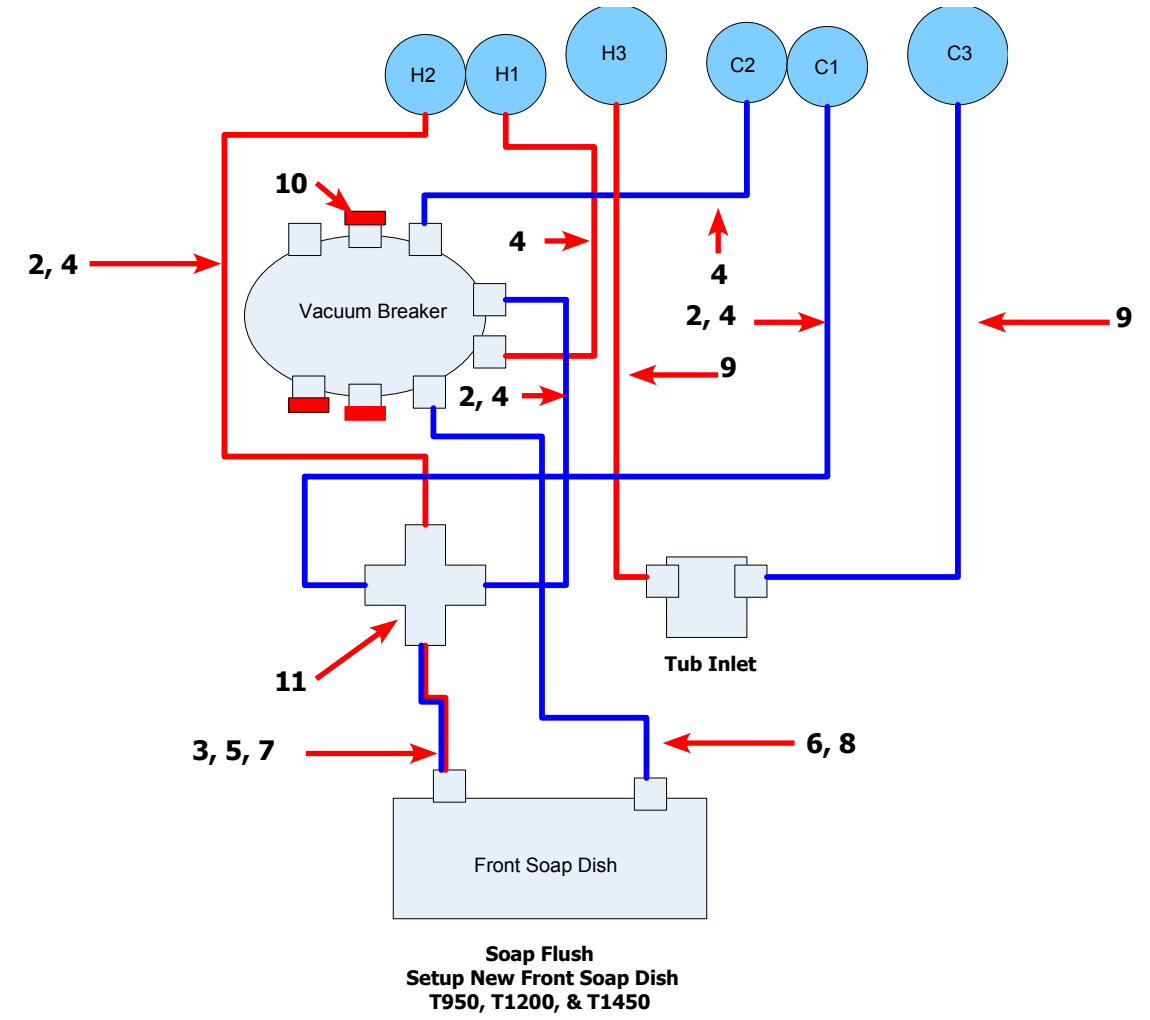 H2
H1
H3
C2
C1
C3
10
2, 4
4
4
Vacuum Breaker
2, 4
9
9
2, 4
11
Tub Inlet
3, 5, 7
6, 8
Front Soap Dish
Soap Flush
Setup New Front Soap Dish
T950, T1200, & T1450